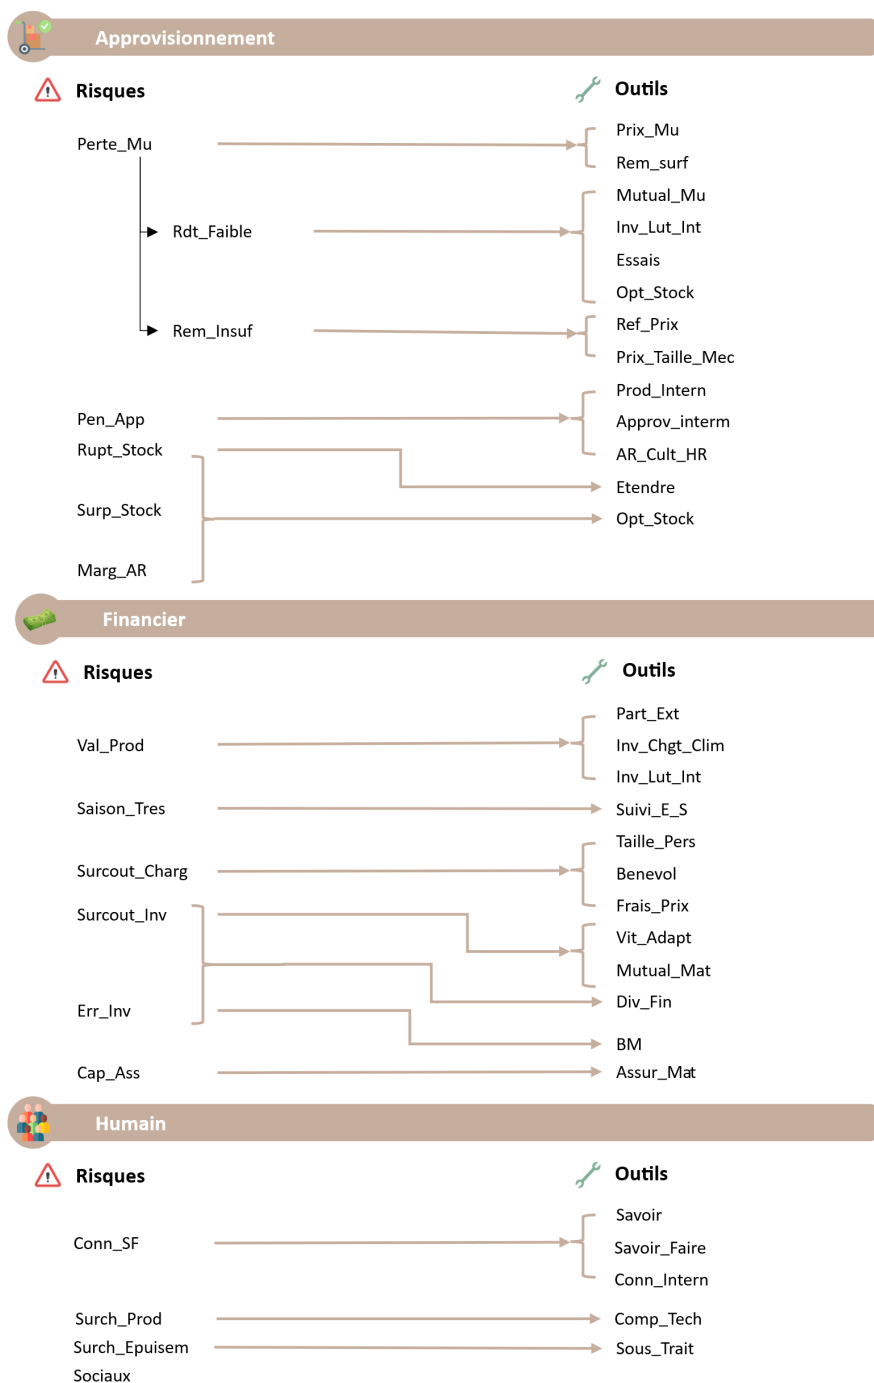 Approvisionnement
Risques
Outils
Perte_Mu
Prix_Mu
Rem_surf
Mutual_Mu
Rdt_Faible
Inv_Lut_Int
Essais
Opt_Stock
Rem_Insuf
Ref_Prix
Prix_Taille_Mec
Pen_App
Prod_Intern
Approv_interm
AR_Cult_HR
Rupt_Stock
Etendre
Surp_Stock
Opt_Stock
Marg_AR
Financier
Risques
Outils
Val_Prod
Part_Ext
Inv_Chgt_Clim
Inv_Lut_Int
Saison_Tres
Suivi_E_S
Surcout_Charg
Taille_Pers
Benevol
Frais_Prix
Surcout_Inv
Vit_Adapt
Mutual_Mat
Div_Fin
Err_Inv
BM
Cap_Ass
Assur_Mat
Humain
Risques
Outils
Conn_SF
Savoir
Savoir_Faire
Conn_Intern
Surch_Prod
Comp_Tech
Surch_Epuisem
Sous_Trait
Sociaux